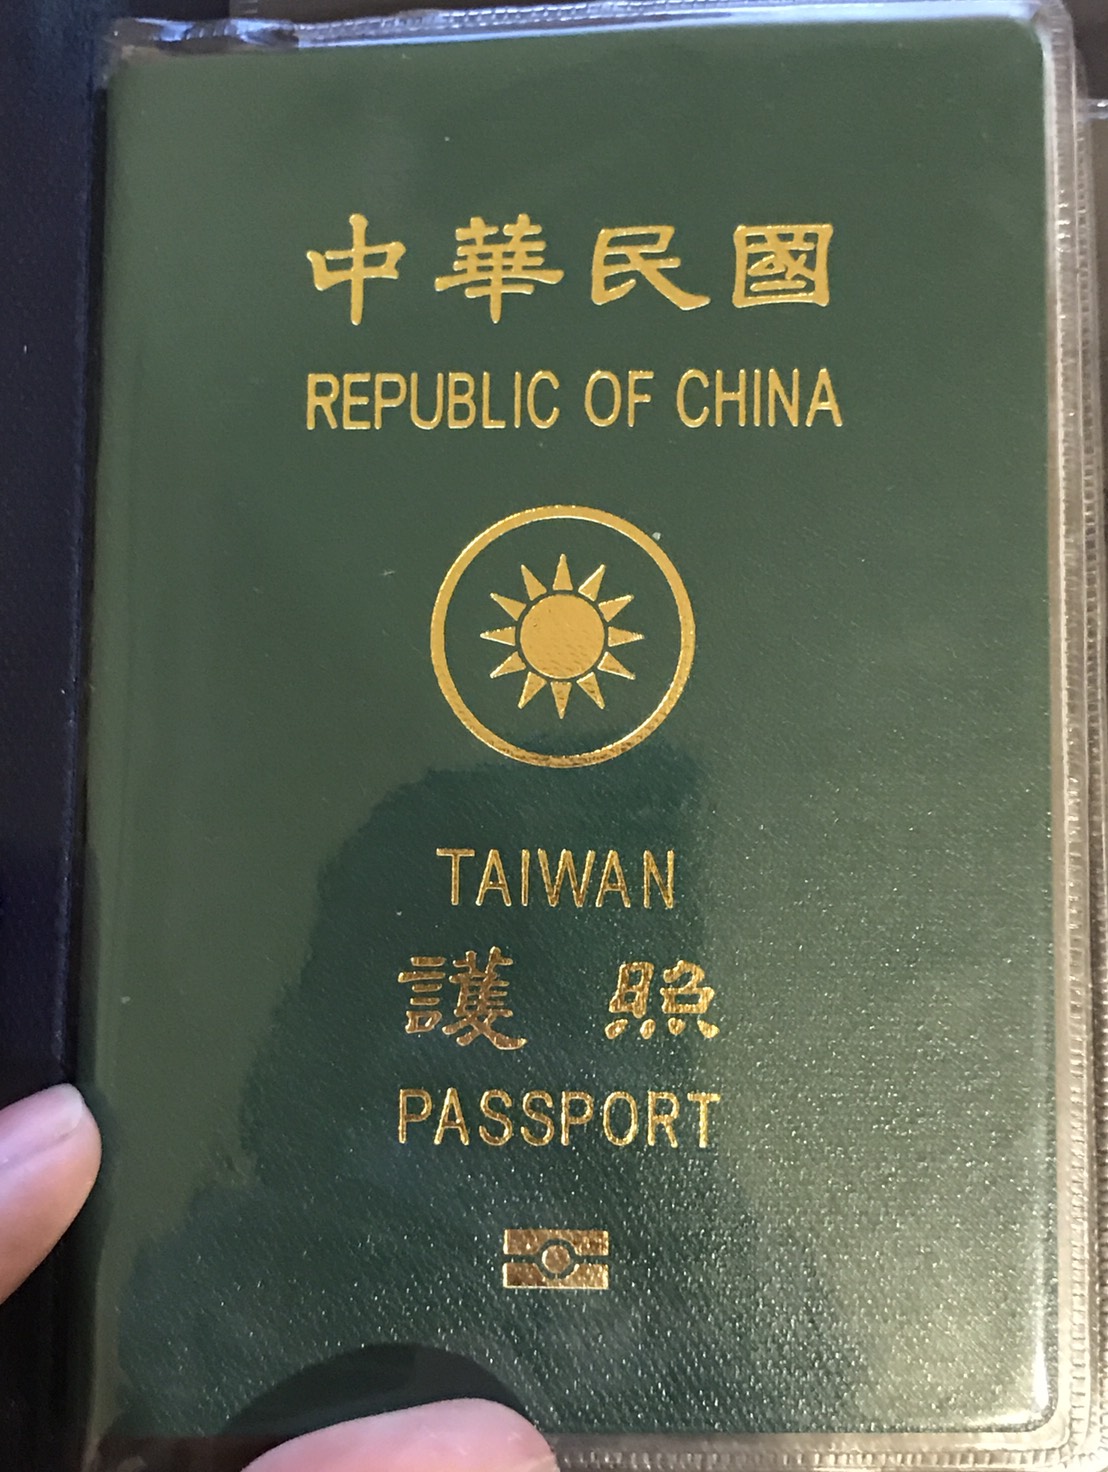 中華民國
REPUBLIC OF CHINA
TAIWAN
護照
PASSPORT